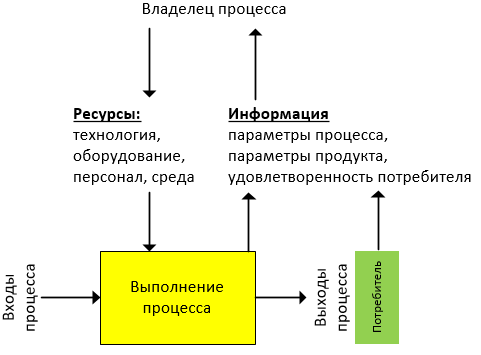 Владелец процесса
Ресурсы:
технология,
оборудование,
персонал, среда
Информация
параметры процесса,
параметры продукта,
удовлетворенность потребителя
Входы
процесса
Выполнение
процесса
Выходы
процесса
Потребитель